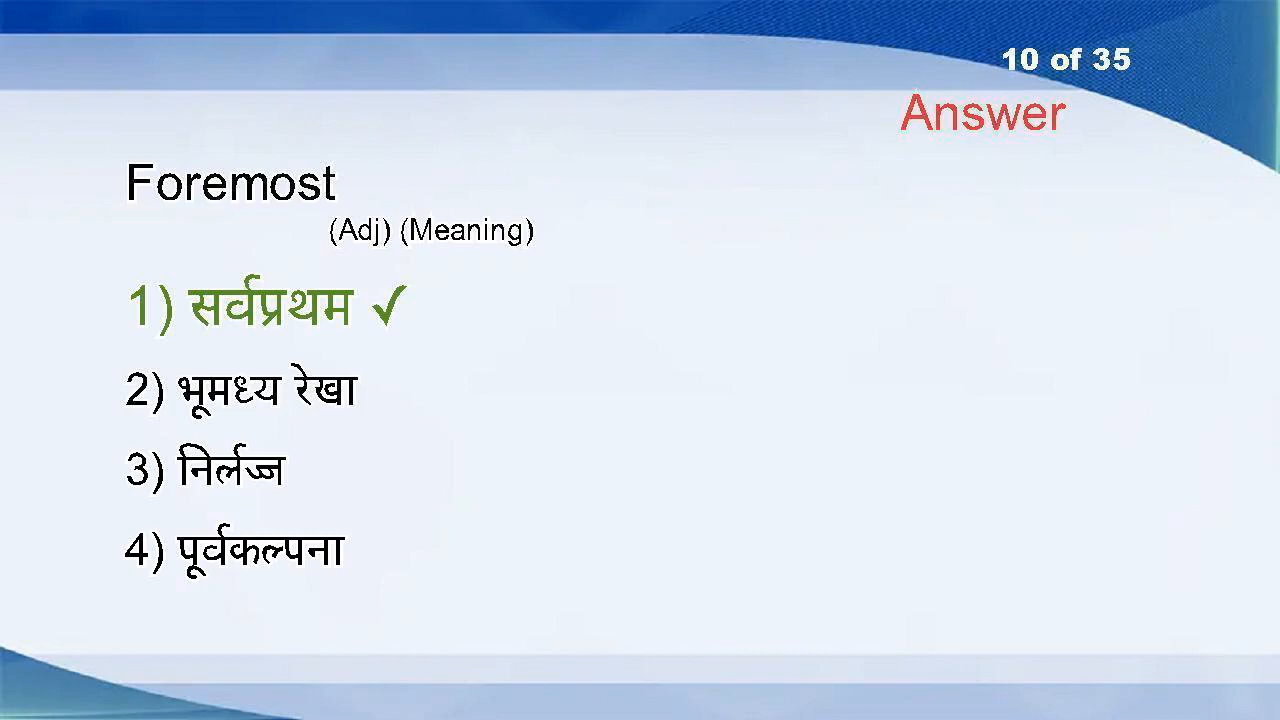 10 of 35
Answer
Foremost
(Adj) (Meaning)
1) सर्वप्रथम ✓
2) भूमध्य रेखा
3) निर्लज्ज
4) पूर्वकल्पना